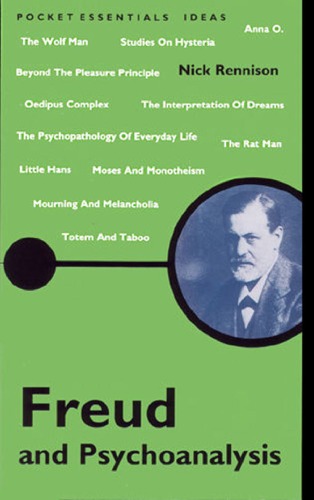 POCKET ESSENTIALS IDEAS
Anna O.
The Wolf Man
Studies On Hysteria
Beyond The Pleasure Principle
Nick Rennison
Oedipus Complex
The Interpretation Of Dreams
The Psychopathology Of Everyday Life
The Rat Man
Little Hans
Moses And Monotheism
Mourning And Melancholia
Totem And Taboo
Freud
and Psychoanalysis